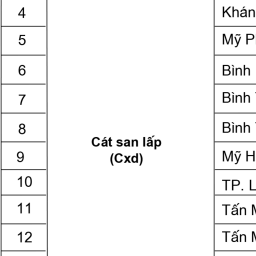 4 Khán
5 Mỹ P
6 Bình
7 Bình
8 Bình
Cát san lấp
9 Mỹ H
(Cxd)
10 TP. L
11 Tấn M
12 Tấn M